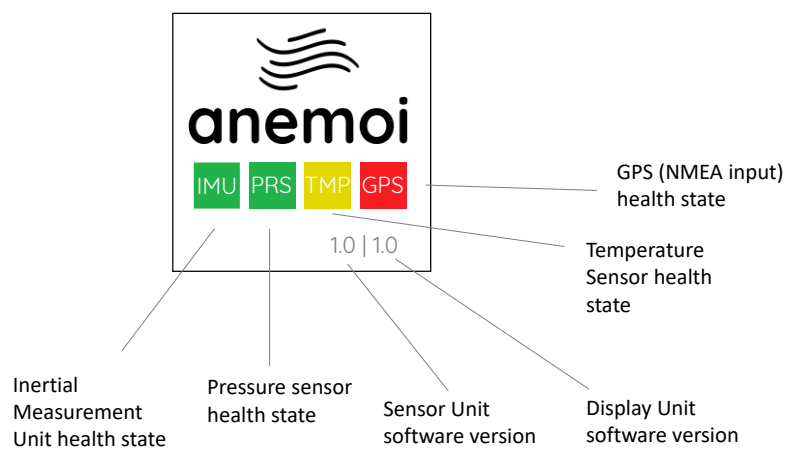 anemoi
IMU PRS TMP GPS
1.0 | 1.0
GPS (NMEA input)
health state
Temperature
Sensor health
state
Inertial
Measurement
Unit health state
Pressure sensor
health state
Sensor Unit
software version
Display Unit
software version